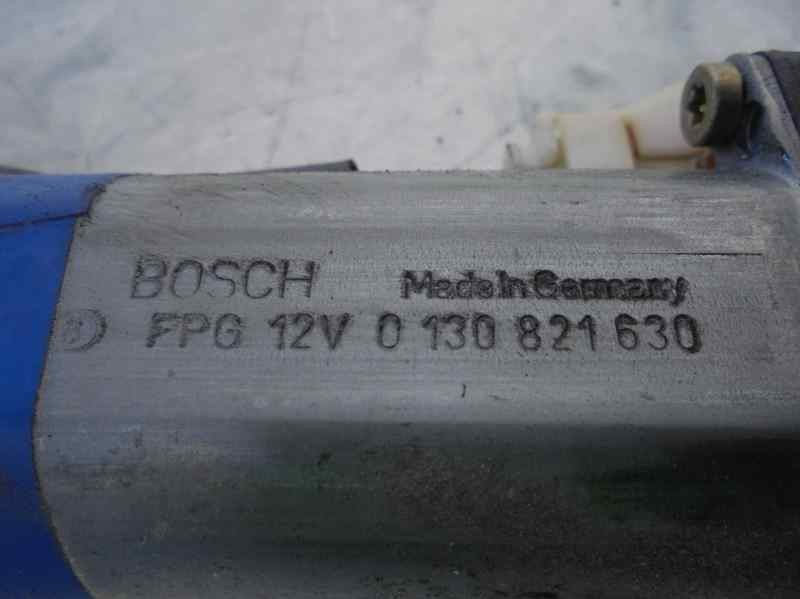 BOSCH Made in Germany
FPG 12V 0 130 821 630